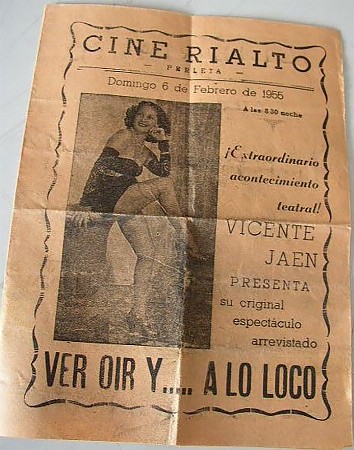 CINE RIALTO
— PERLETA —
Domingo 6 de Febrero de 1955
A las 8.30 noche
¡Extraordinario
acontecimiento
teatral!
VICENTE
JAEN
PRESENTA
su original
espectáculo
arrevistado
VER OIR Y..... A LO LOCO